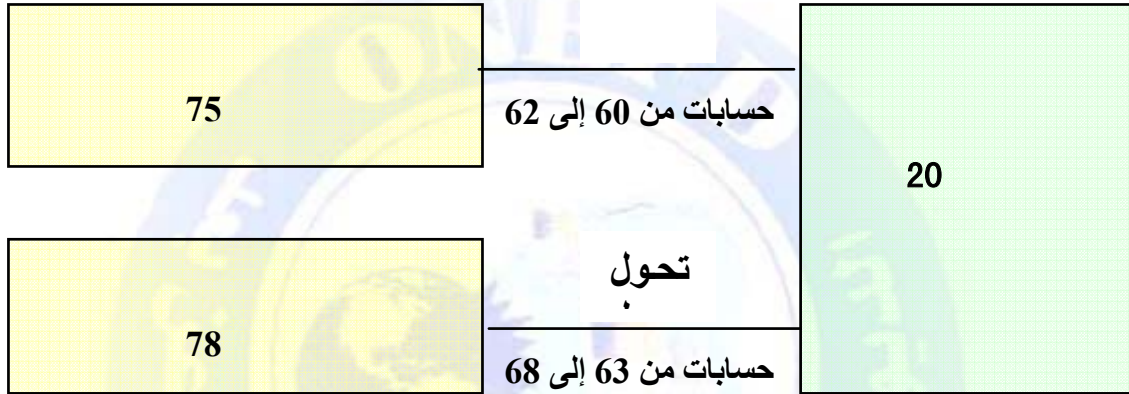 75
حسابات من 60 إلى 62
20
تحول
78
حسابات من 63 إلى 68